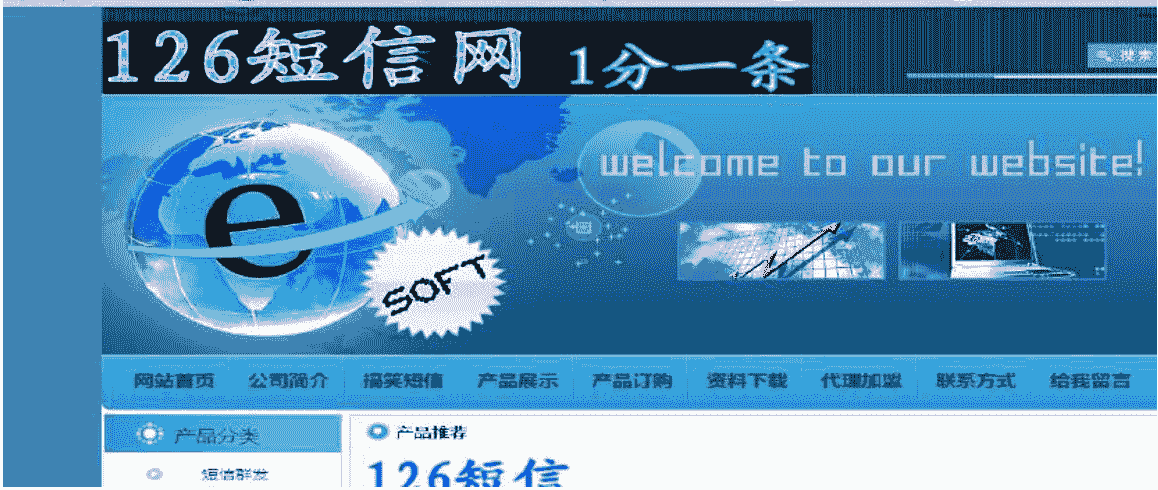 126短信网 1分一条
搜索
welcome to our website!
e
SOFT
网站首页 公司简介 搞笑短信 产品展示 产品订购 资料下载 代理加盟 联系方式 给我留言
产品分类
产品推荐
短信群发
126短信